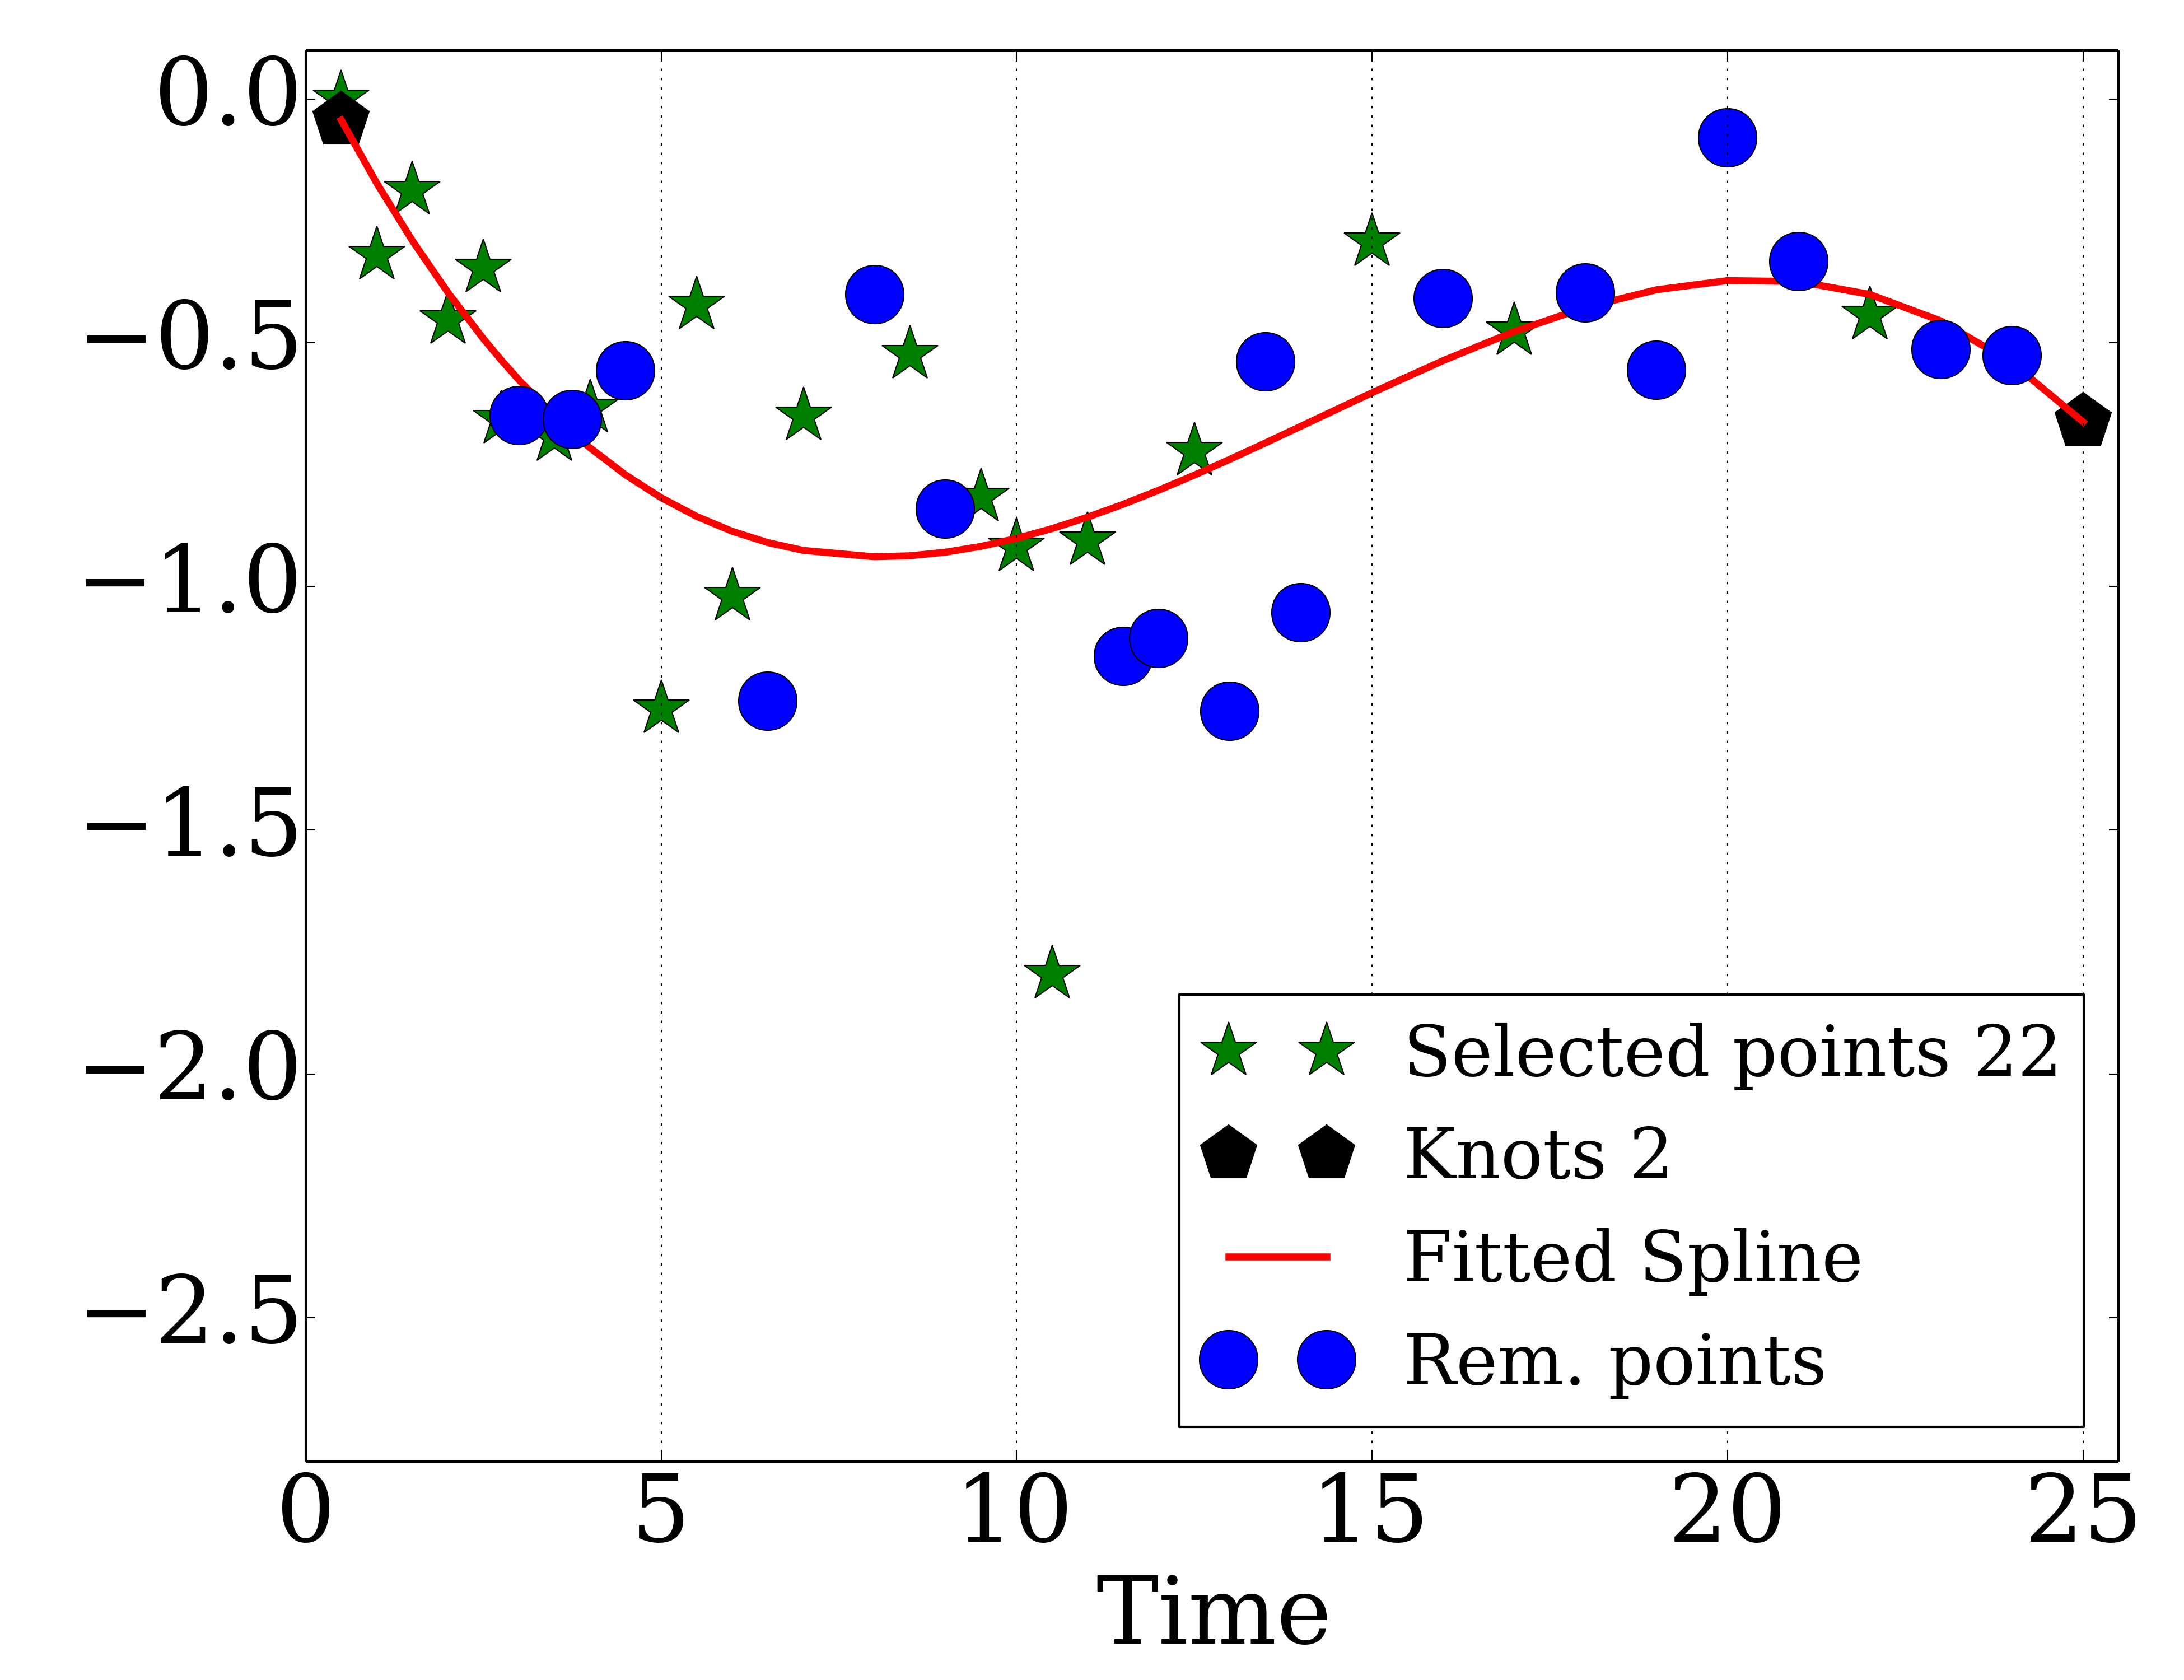 0.0
−0.5
−1.0
−1.5
−2.0
−2.5
Selected points 22
Knots 2
Fitted Spline
Rem. points
0 5 10 15 20 25
Time